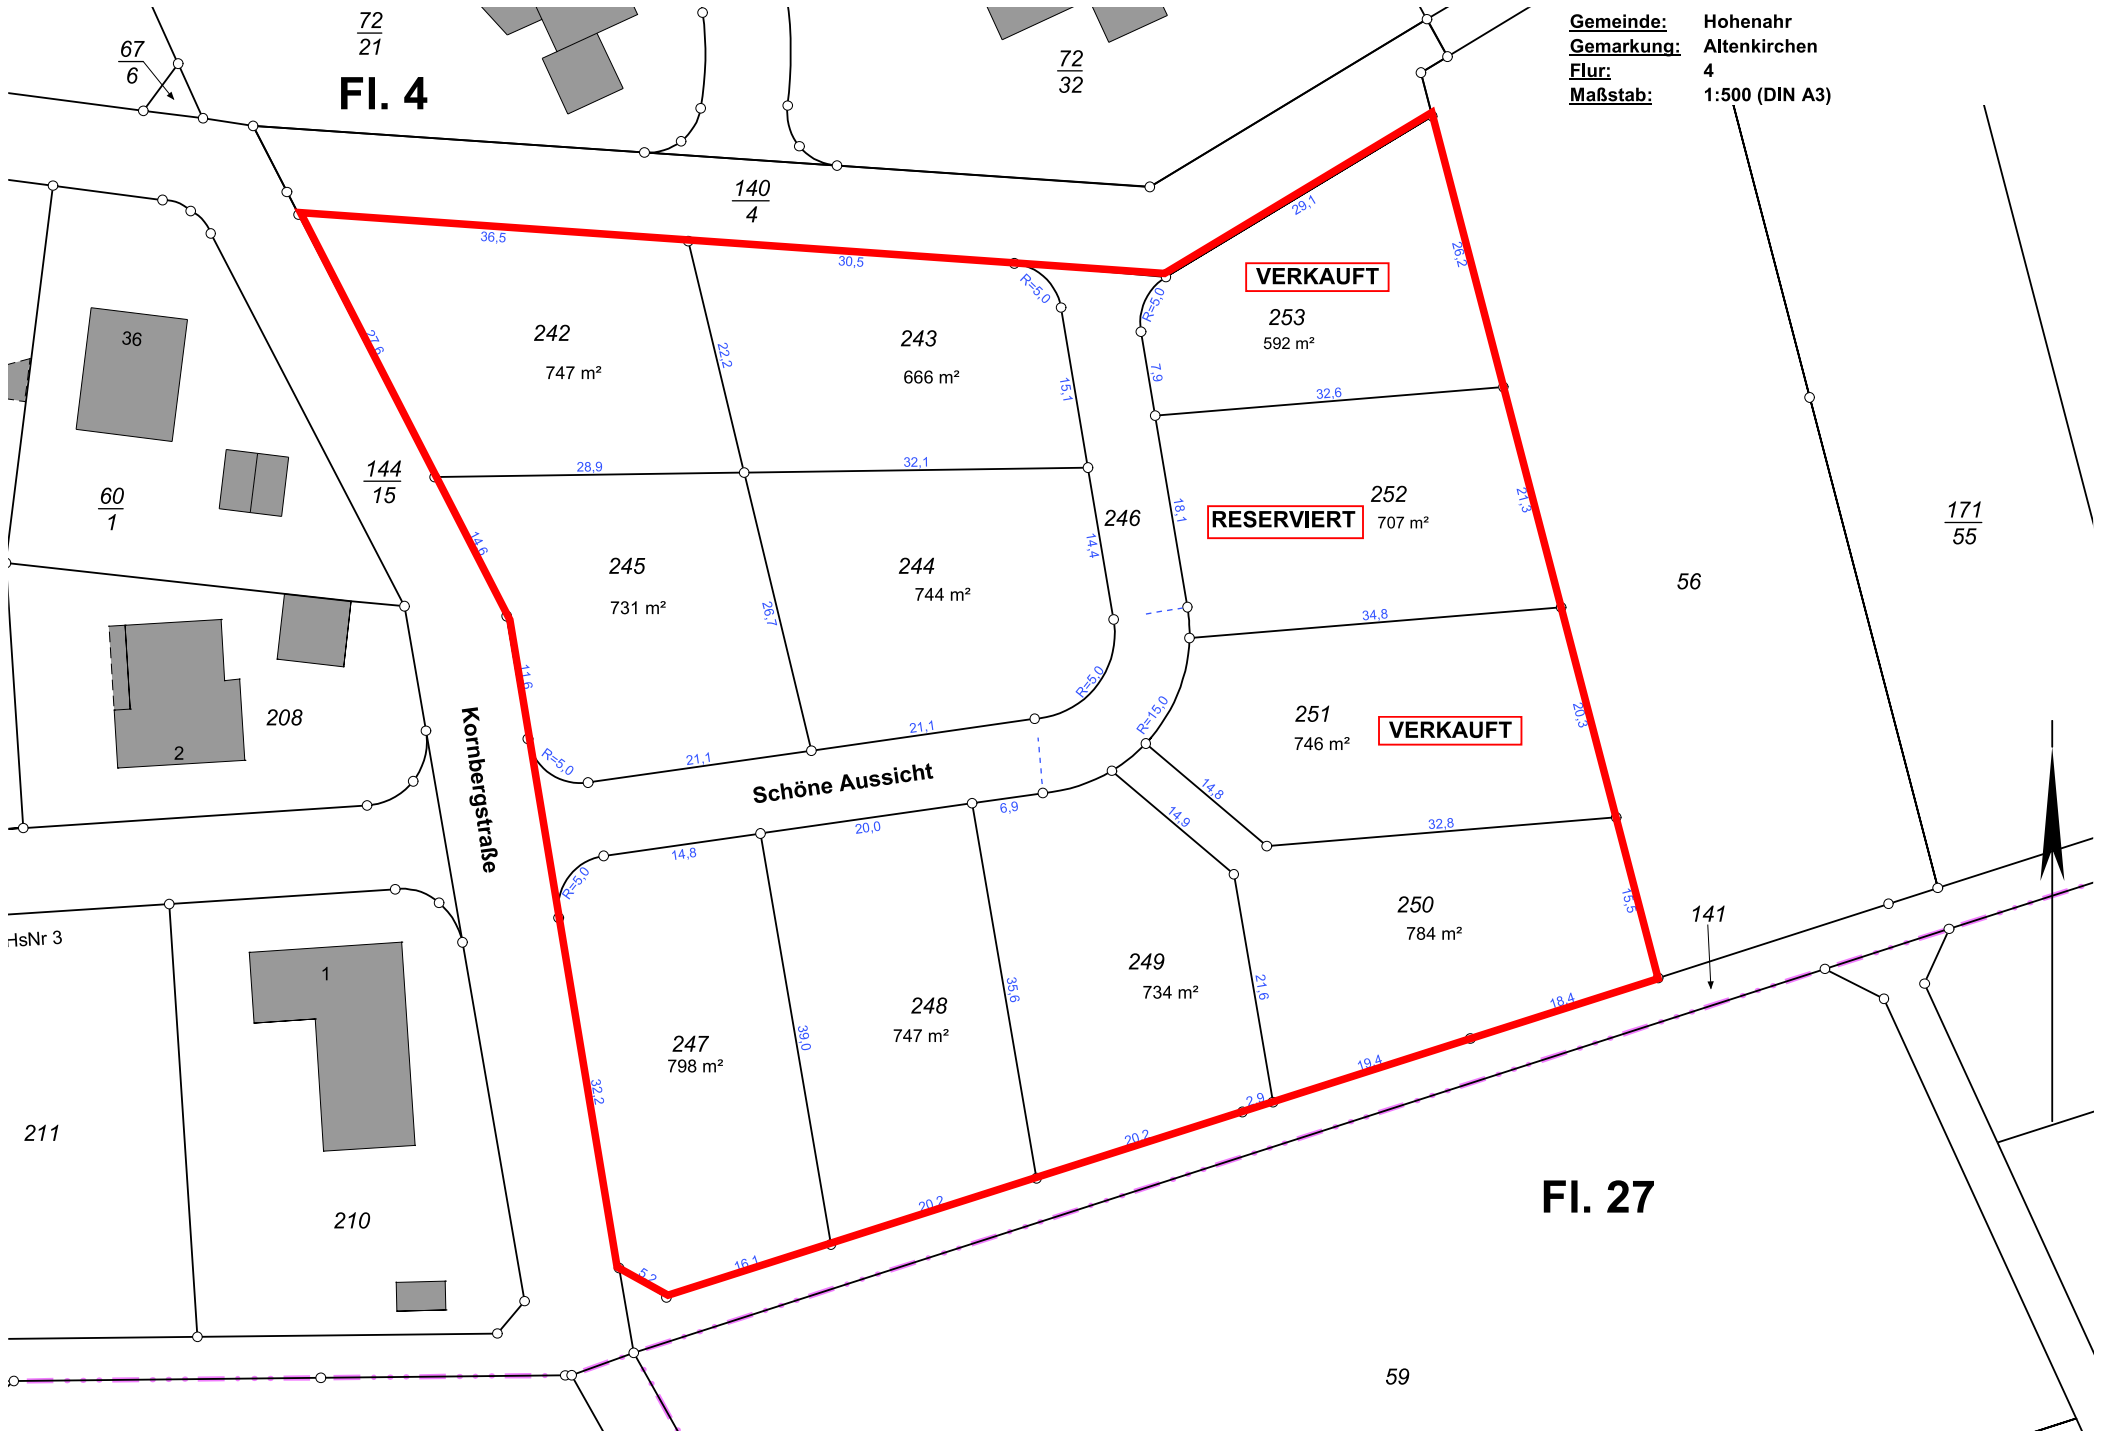 Gemeinde: Hohenahr
Gemarkung: Altenkirchen
Flur: 4
Maßstab: 1:500 (DIN A3)
72
21
67
6
Fl. 4
72
32
140
4
29,1
36,5
30,5
26,2
R=5,0
R=5,0
VERKAUFT
253
592 m²
36
242
747 m²
243
666 m²
27,6
22,2
15,1
7,9
32,6
144
15
28,9
32,1
60
1
246
18,1
252
707 m²
RESERVIERT
21,3
171
55
14,6
245
731 m²
244
744 m²
14,4
26,7
56
34,8
11,6
208
2
Kornbergstraße
R=5,0
21,1
21,1
R=5,0
R=15,0
251
746 m²
VERKAUFT
20,3
Schöne Aussicht
14,8
14,9
6,9
20,0
14,8
32,8
R=5,0
250
784 m²
15,5
141
HsNr 3
1
249
734 m²
21,6
35,6
248
747 m²
39,0
247
798 m²
18,4
19,4
2,9
32,2
20,2
20,2
16,1
5,2
211
210
Fl. 27
59